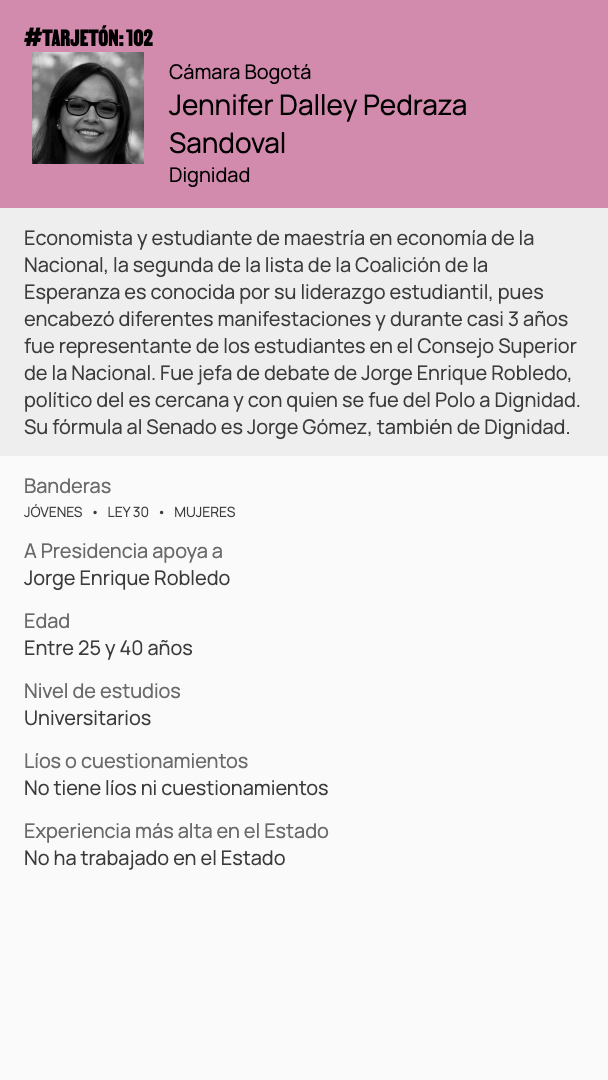 #TARJETÓN: 102
Cámara Bogotá
Jennifer Dalley Pedraza
Sandoval
Dignidad
Economista y estudiante de maestría en economía de la
Nacional, la segunda de la lista de la Coalición de la
Esperanza es conocida por su liderazgo estudiantil, pues
encabezó diferentes manifestaciones y durante casi 3 años
fue representante de los estudiantes en el Consejo Superior
de la Nacional. Fue jefa de debate de Jorge Enrique Robledo,
político del es cercana y con quien se fue del Polo a Dignidad.
Su fórmula al Senado es Jorge Gómez, también de Dignidad.
Banderas
JÓVENES • LEY 30 • MUJERES
A Presidencia apoya a
Jorge Enrique Robledo
Edad
Entre 25 y 40 años
Nivel de estudios
Universitarios
Líos o cuestionamientos
No tiene líos ni cuestionamientos
Experiencia más alta en el Estado
No ha trabajado en el Estado